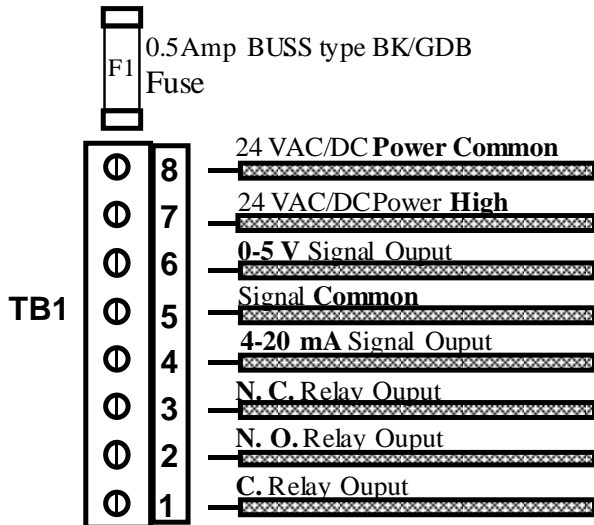 F1
0.5Amp BUSS type BK/GDB
Fuse
TB1
8 24 VAC/DC Power Common
7 24 VAC/DC Power High
6 0-5 V Signal Ouput
5 Signal Common
4 4-20 mA Signal Ouput
3 N. C. Relay Ouput
2 N. O. Relay Ouput
1 C. Relay Ouput